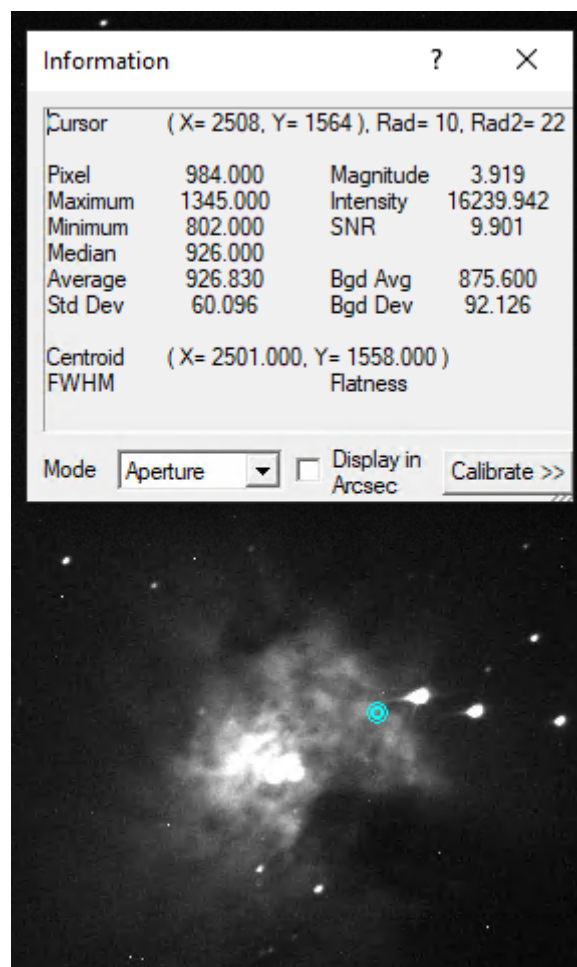 Information ? ×
Cursor ( X= 2508, Y= 1564 ), Rad= 10, Rad2= 22
Pixel 984.000 Magnitude 3.919
Maximum 1345.000 Intensity 16239.942
Minimum 802.000 SNR 9.901
Median 926.000
Average 926.830 Bgd Avg 875.600
Std Dev 60.096 Bgd Dev 92.126
Centroid ( X= 2501.000, Y= 1558.000 )
FWHM Flatness
Mode Aperture Display in Arcsec Calibrate >>